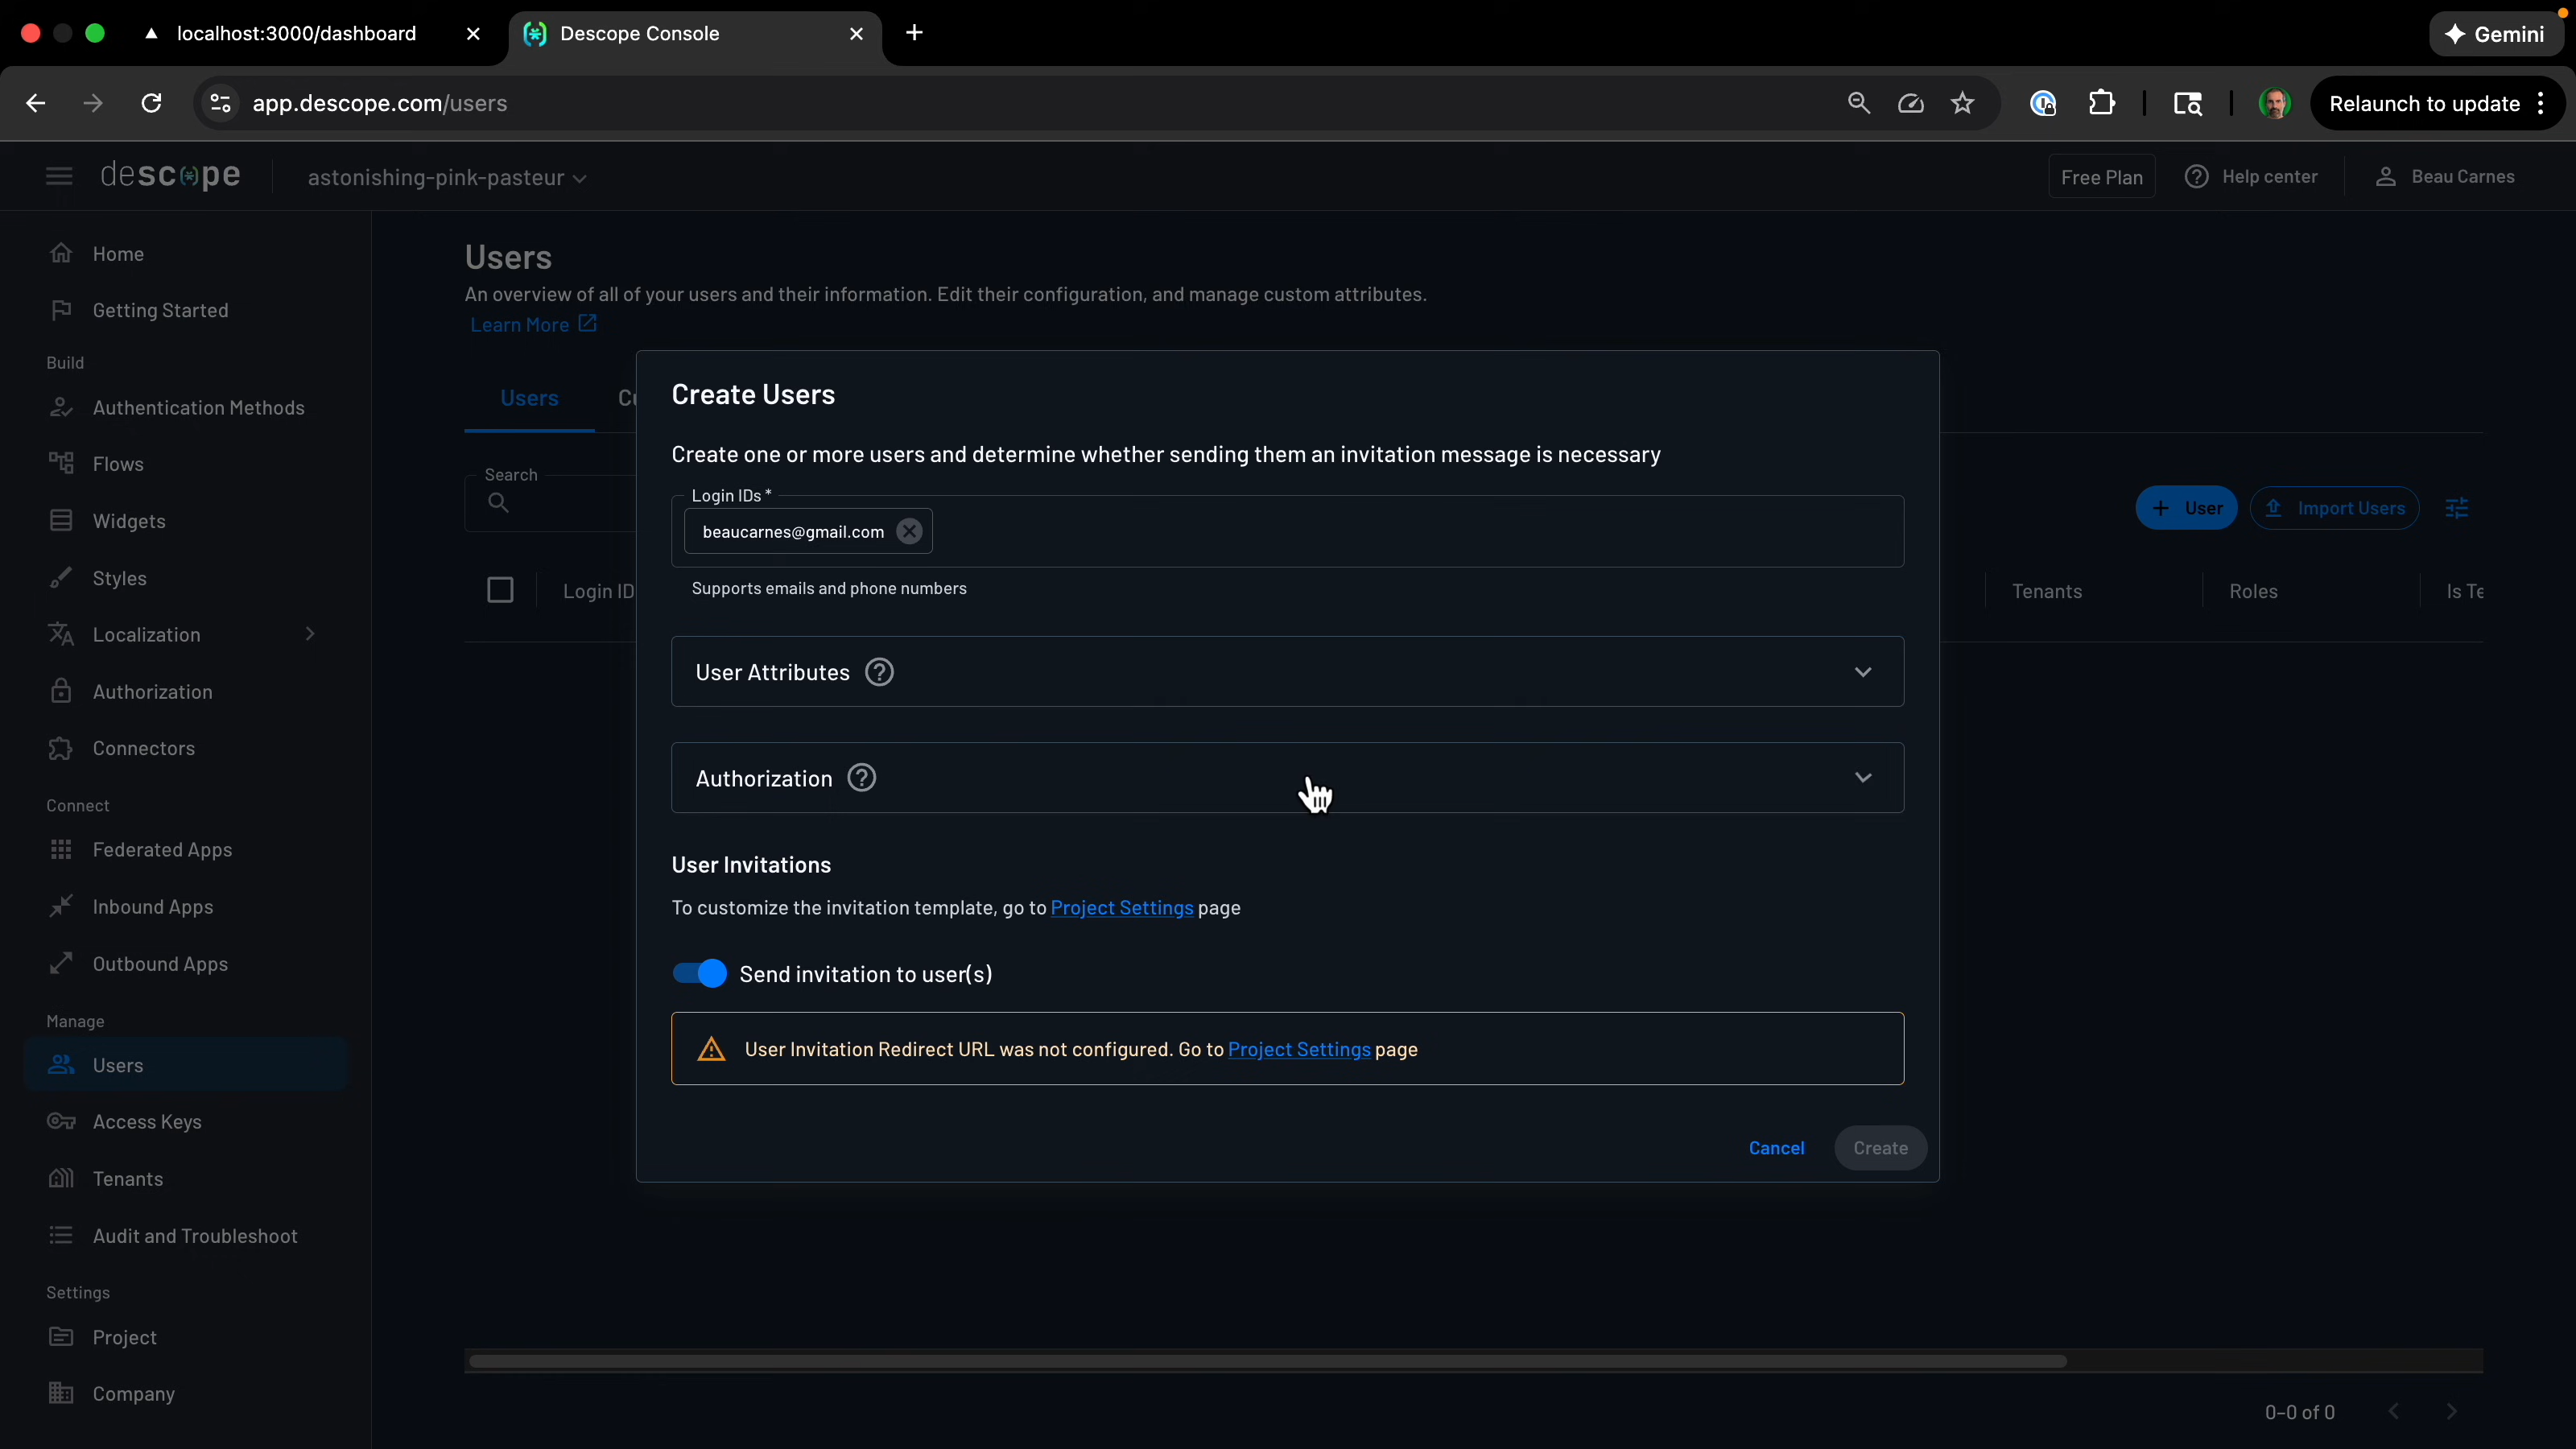 localhost:3000/dashboard
Descope Console
Gemini
app.descope.com/users
Relaunch to update
descope
astonishing-pink-pasteur
Free Plan
Help center
Beau Carnes
Home
Getting Started
Build
Authentication Methods
Flows
Widgets
Styles
Localization
Authorization
Connectors
Connect
Federated Apps
Inbound Apps
Outbound Apps
Manage
Users
Access Keys
Tenants
Audit and Troubleshoot
Settings
Project
Company
Users
An overview of all of your users and their information. Edit their configuration, and manage custom attributes.
Learn More
Users
Search
User
Import Users
Login ID
Tenants
Roles
Create Users
Create one or more users and determine whether sending them an invitation message is necessary
Login IDs *
beaucarnes@gmail.com
Supports emails and phone numbers
User Attributes
Authorization
User Invitations
To customize the invitation template, go to Project Settings page
Send invitation to user(s)
User Invitation Redirect URL was not configured. Go to Project Settings page
Cancel
Create
0-0 of 0